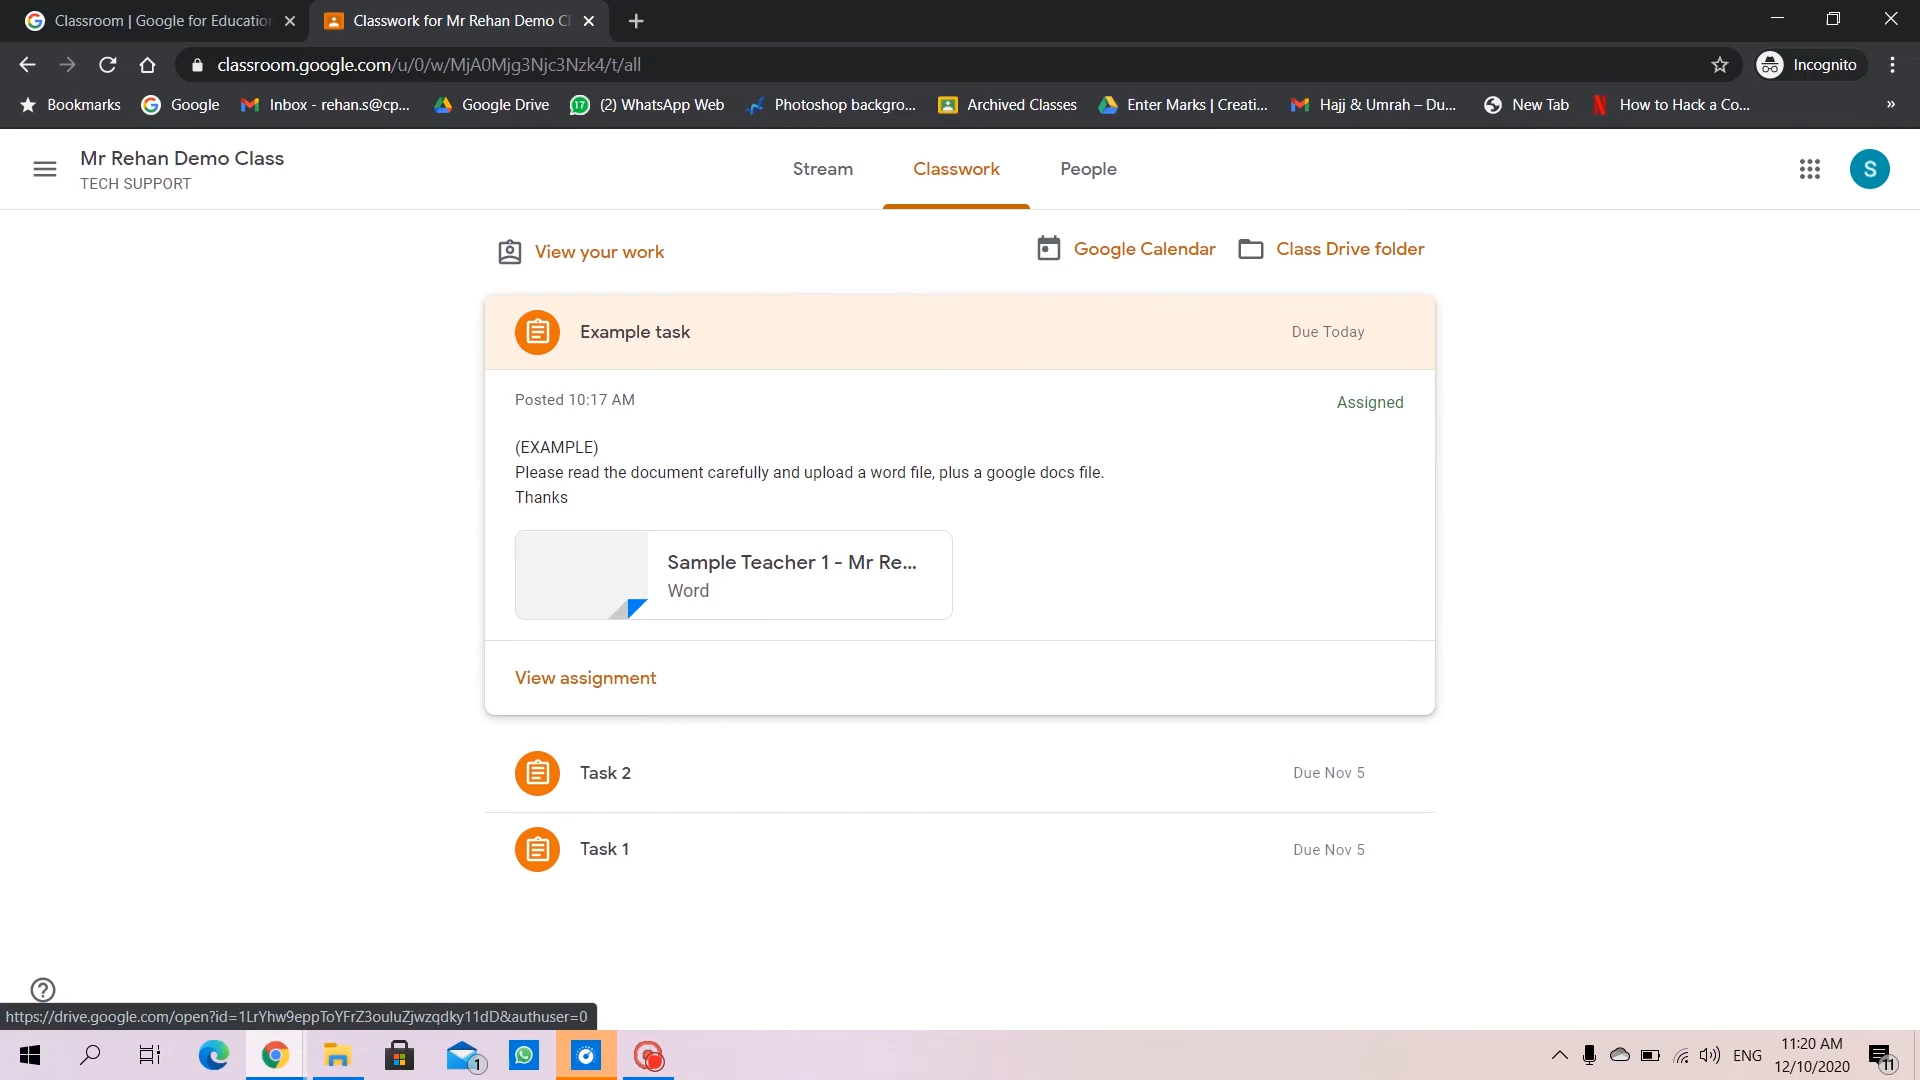 Classroom | Google for Education
Classwork for Mr Rehan Demo Cl
classroom.google.com/u/0/w/MjA0Mjg3Njc3Nzk4/t/all
Incognito
Bookmarks
Google
Inbox - rehan.s@cp...
Google Drive
(2) WhatsApp Web
Photoshop backgro...
Archived Classes
Enter Marks | Creati...
Hajj & Umrah – Du...
New Tab
How to Hack a Co...
»
Mr Rehan Demo Class
TECH SUPPORT
Stream
Classwork
People
S
View your work
Google Calendar
Class Drive folder
Example task
Due Today
Posted 10:17 AM
Assigned
(EXAMPLE)
Please read the document carefully and upload a word file, plus a google docs file.
Thanks
Sample Teacher 1 - Mr Re...
Word
View assignment
Task 2
Due Nov 5
Task 1
Due Nov 5
https://drive.google.com/open?id=1LrYhw9eppToYFrZ3ouIuZjwzqdky11dD&authuser=0
1
ENG
11:20 AM
12/10/2020
11